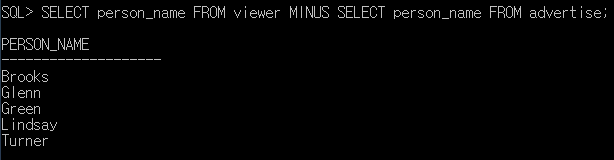 SQL> SELECT person_name FROM viewer MINUS SELECT person_name FROM advertise;
PERSON_NAME
--------------------
Brooks
Glenn
Green
Lindsay
Turner